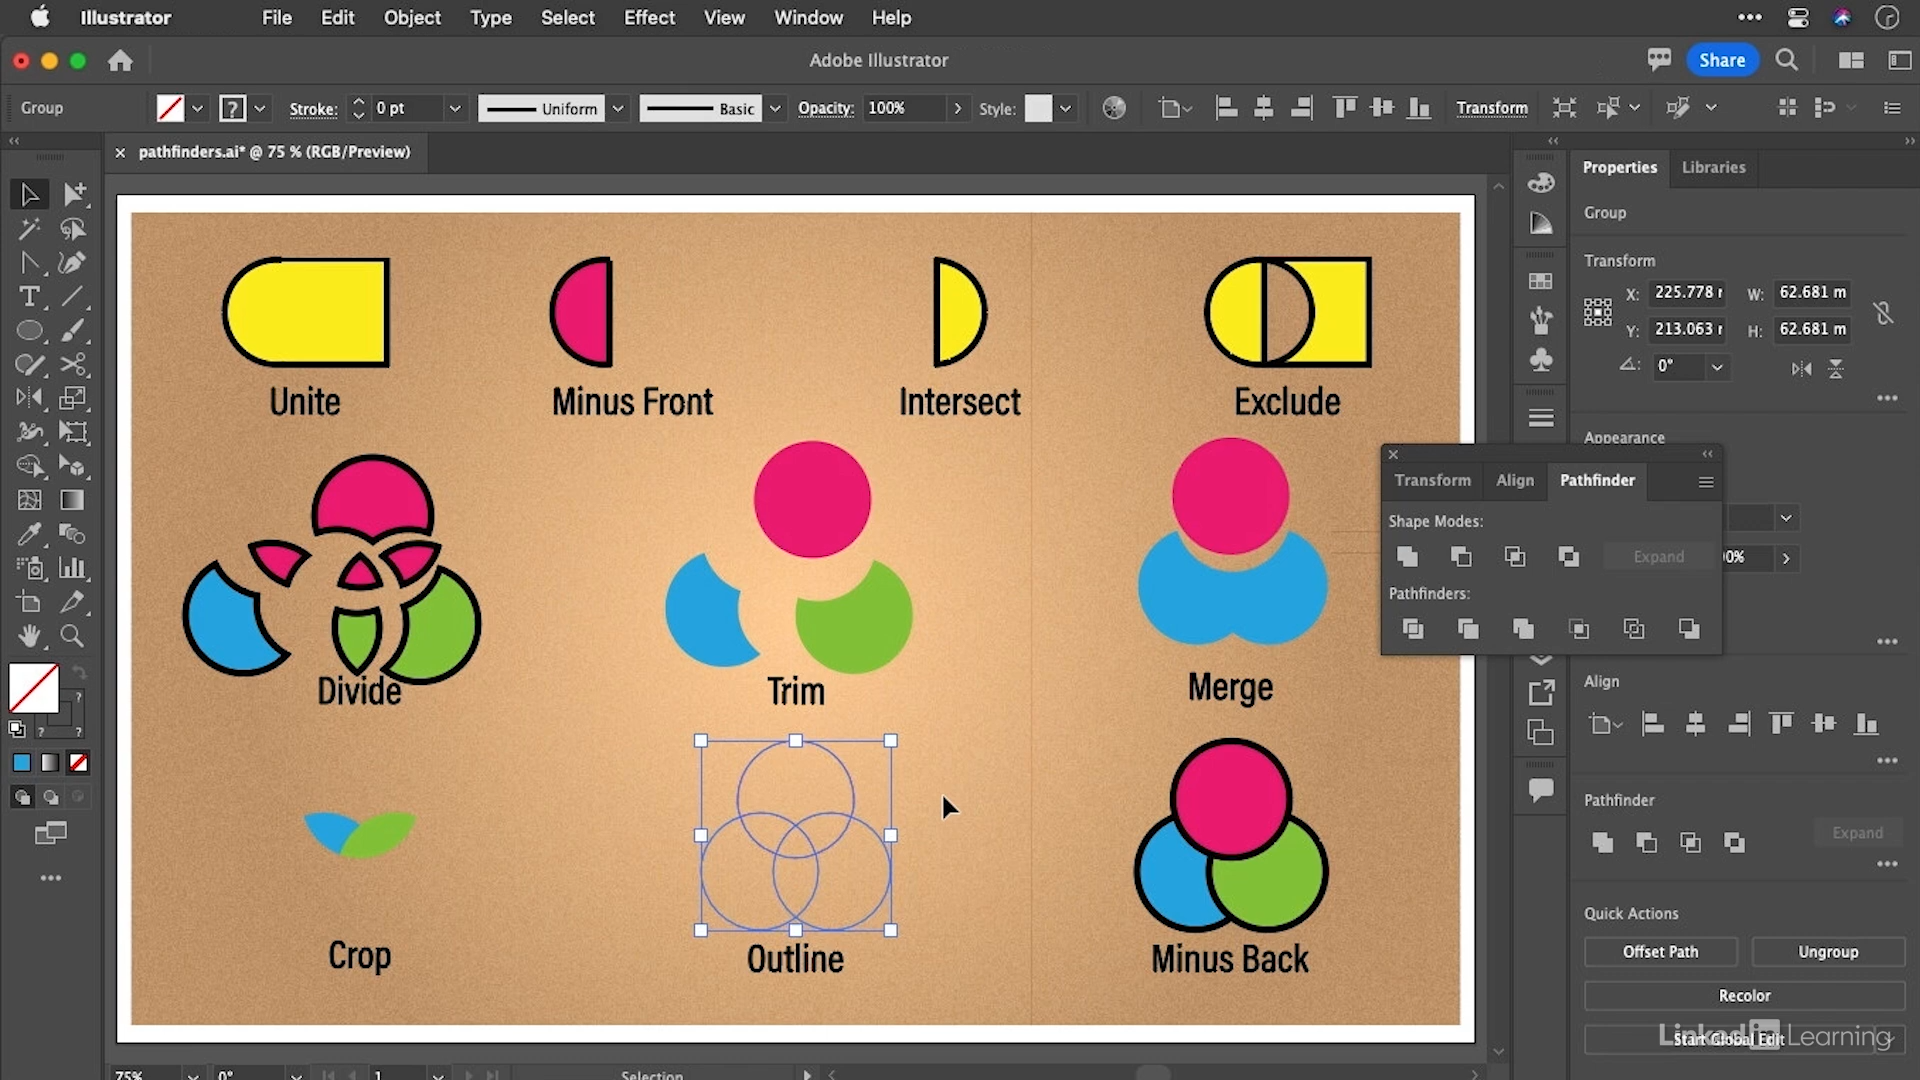 Illustrator File Edit Object Type Select Effect View Window Help
Adobe Illustrator
Share
Group
? Stroke: 0 pt Uniform Basic Opacity: 100% Style: Transform
pathfinders.ai* @ 75 % (RGB/Preview)
Properties Libraries
Group
Transform
X: 225.778 r W: 62.681 m
Y: 213.063 r H: 62.681 m
0°
Appearance
Unite
Minus Front
Intersect
Exclude
Transform Align Pathfinder
Shape Modes:
Expand
0%
Pathfinders:
Divide
Trim
Merge
Align
Pathfinder
Expand
Crop
Outline
Minus Back
Quick Actions
Offset Path Ungroup
Recolor
Start Global Edit
LinkedIn Learning
75% 0° 1 Selection